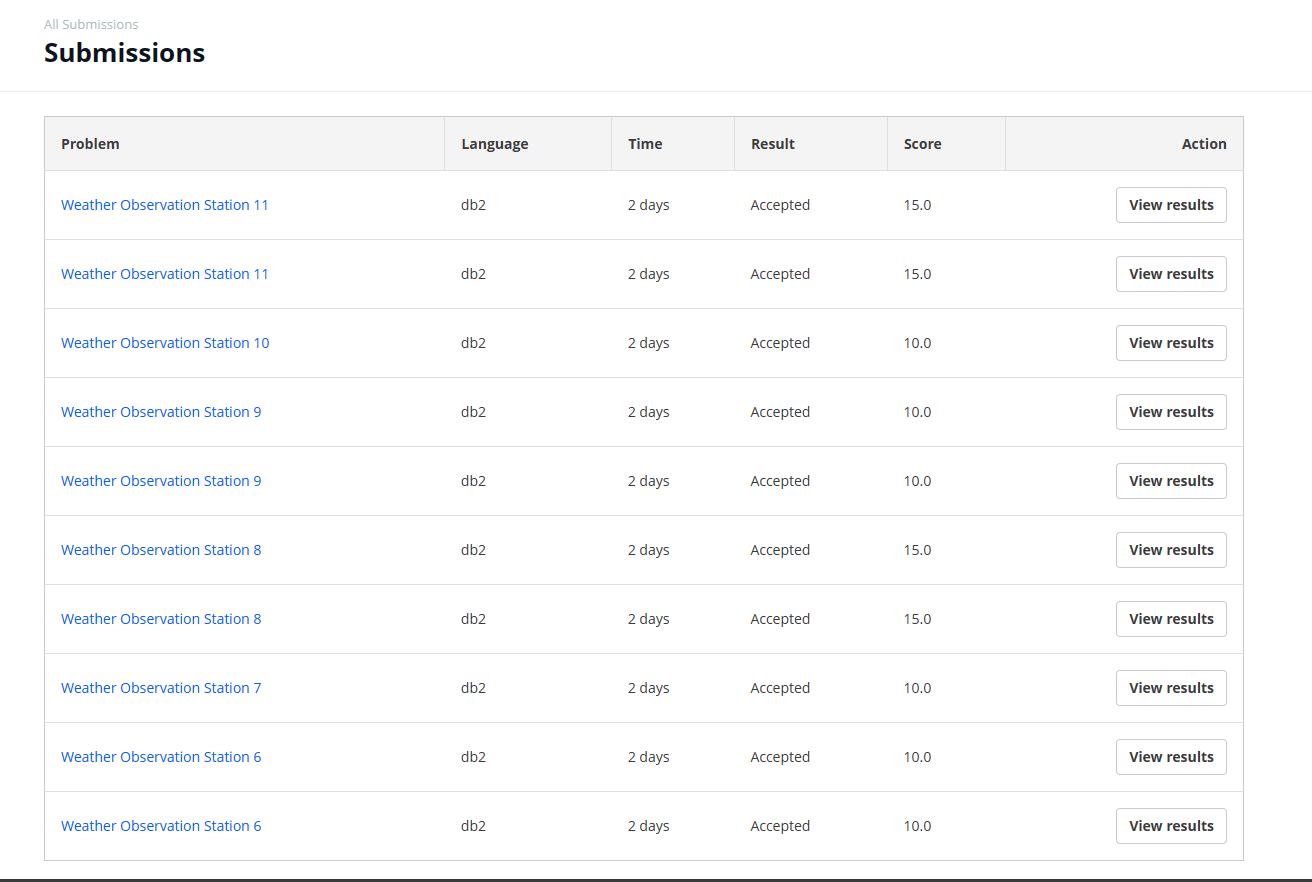 All Submissions
Submissions
Problem Language Time Result Score Action
Weather Observation Station 11 db2 2 days Accepted 15.0 View results
Weather Observation Station 11 db2 2 days Accepted 15.0 View results
Weather Observation Station 10 db2 2 days Accepted 10.0 View results
Weather Observation Station 9 db2 2 days Accepted 10.0 View results
Weather Observation Station 9 db2 2 days Accepted 10.0 View results
Weather Observation Station 8 db2 2 days Accepted 15.0 View results
Weather Observation Station 8 db2 2 days Accepted 15.0 View results
Weather Observation Station 7 db2 2 days Accepted 10.0 View results
Weather Observation Station 6 db2 2 days Accepted 10.0 View results
Weather Observation Station 6 db2 2 days Accepted 10.0 View results